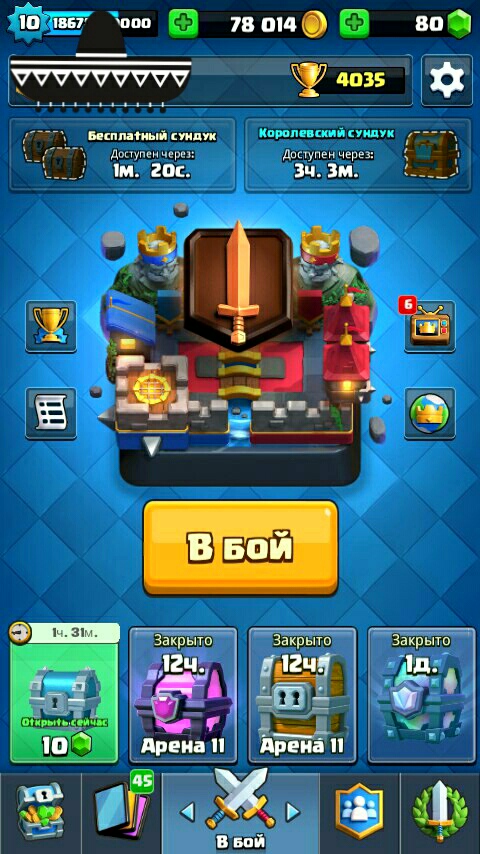 10
78 014
80
4035
Бесплатный сундук
Доступен через:
1м. 20с.
Королевский сундук
Доступен через:
3ч. 3м.
6
В бой
1ч. 31м.
Открыть сейчас
10
Закрыто
12ч.
Арена 11
Закрыто
12ч.
Арена 11
Закрыто
1д.
45
В бой